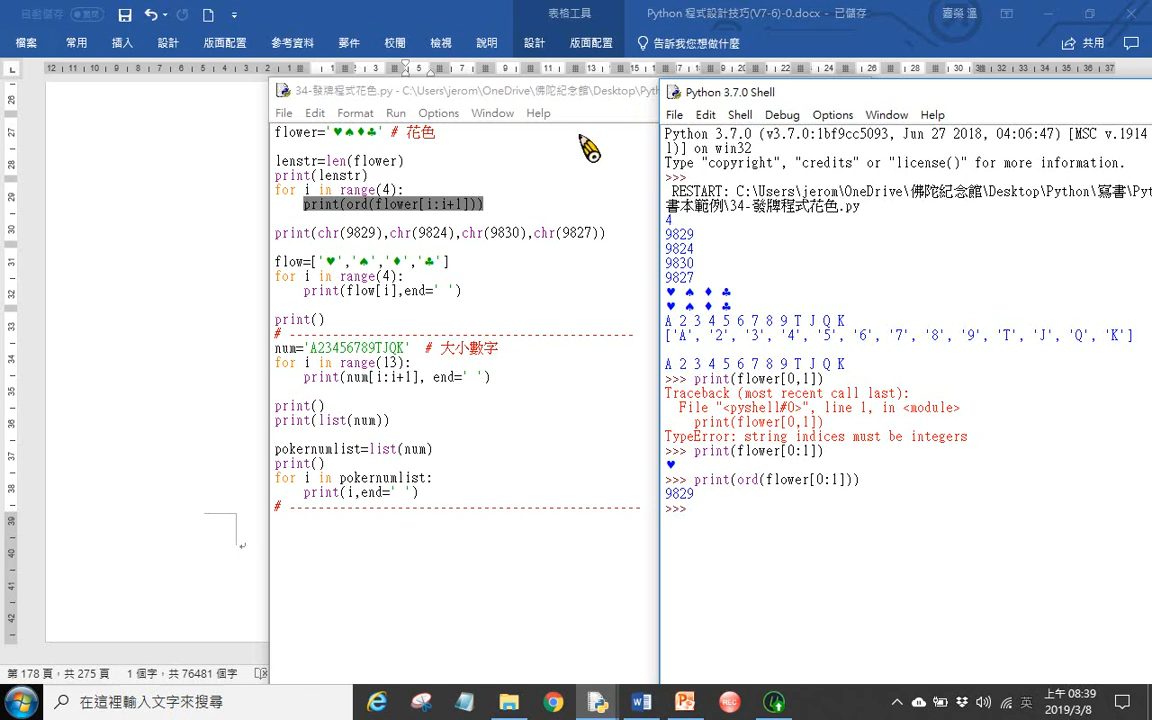 表格工具
Python 程式設計技巧(V7-6)-0.docx - 已儲存
嘉榮 溫
檔案 常用 插入 設計 版面配置 參考資料 郵件 校閱 檢視 說明 設計 版面配置 告訴我您想做什麼 共用
34-發牌程式花色.py - C:\Users\jerom\OneDrive\佛陀紀念館\Desktop\Pyth
File Edit Format Run Options Window Help
flower='♥♠♦♣' # 花色
lenstr=len(flower)
print(lenstr)
for i in range(4):
    print(ord(flower[i:i+1]))
print(chr(9829),chr(9824),chr(9830),chr(9827))
flow=['♥','♠','♦','♣']
for i in range(4):
    print(flow[i],end=' ')
print()
# -------------------------------------------------
num='A23456789TJQK'  # 大小數字
for i in range(13):
    print(num[i:i+1], end=' ')
print()
print(list(num))
pokernumlist=list(num)
print()
for i in pokernumlist:
    print(i,end=' ')
# -------------------------------------------------
Python 3.7.0 Shell
File Edit Shell Debug Options Window Help
Python 3.7.0 (v3.7.0:1bf9cc5093, Jun 27 2018, 04:06:47) [MSC v.1914
1)] on win32
Type "copyright", "credits" or "license()" for more information.
>>>
RESTART: C:\Users\jerom\OneDrive\佛陀紀念館\Desktop\Python\寫書\Pyt
書本範例\34-發牌程式花色.py
4
9829
9824
9830
9827
♥ ♠ ♦ ♣
♥ ♠ ♦ ♣
A 2 3 4 5 6 7 8 9 T J Q K
['A', '2', '3', '4', '5', '6', '7', '8', '9', 'T', 'J', 'Q', 'K']
A 2 3 4 5 6 7 8 9 T J Q K
>>> print(flower[0,1])
Traceback (most recent call last):
  File "<pyshell#0>", line 1, in <module>
    print(flower[0,1])
TypeError: string indices must be integers
>>> print(flower[0:1])
♥
>>> print(ord(flower[0:1]))
9829
>>>
第 178 頁，共 275 頁 1 個字，共 76481 個字
在這裡輸入文字來搜尋
英
上午 08:39
2019/3/8